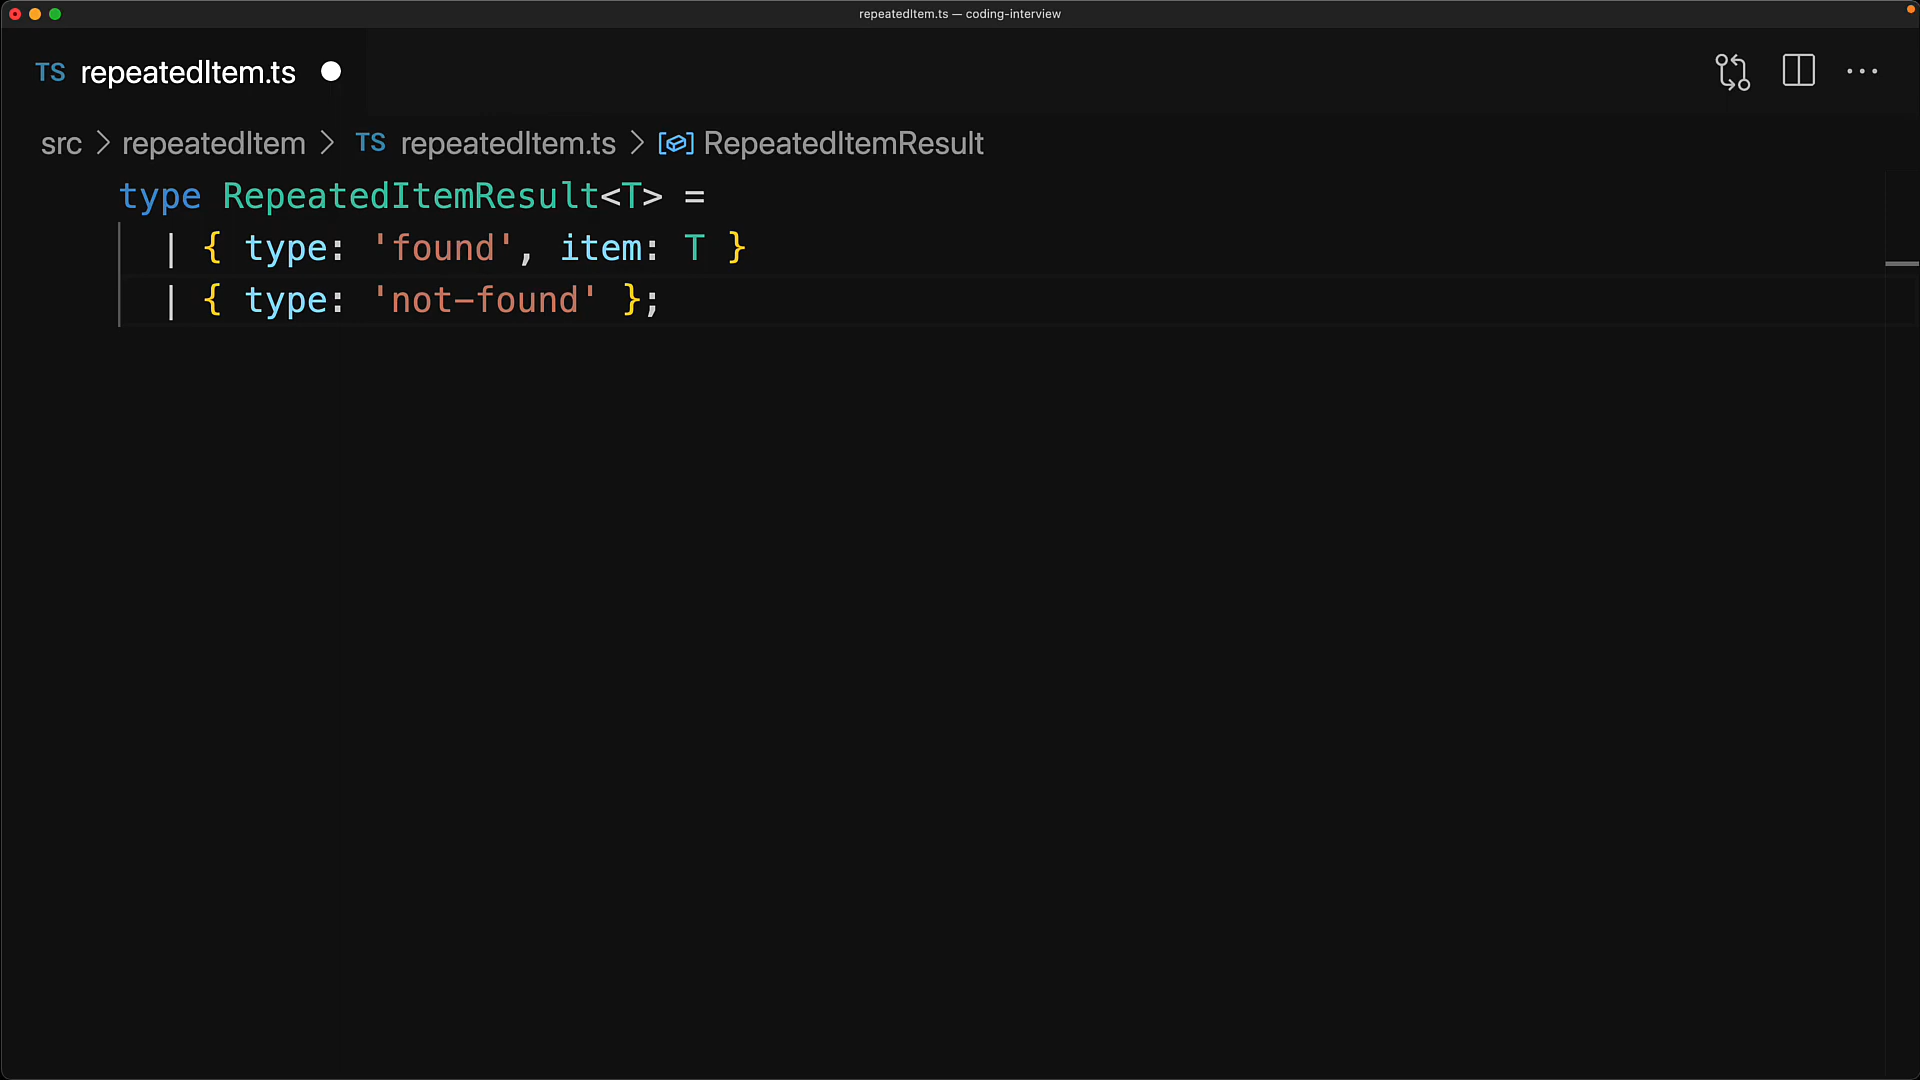 repeatedItem.ts — coding-interview
TS repeatedItem.ts
src > repeatedItem > TS repeatedItem.ts > RepeatedItemResult
type RepeatedItemResult<T> =
| { type: 'found', item: T }
| { type: 'not-found' };